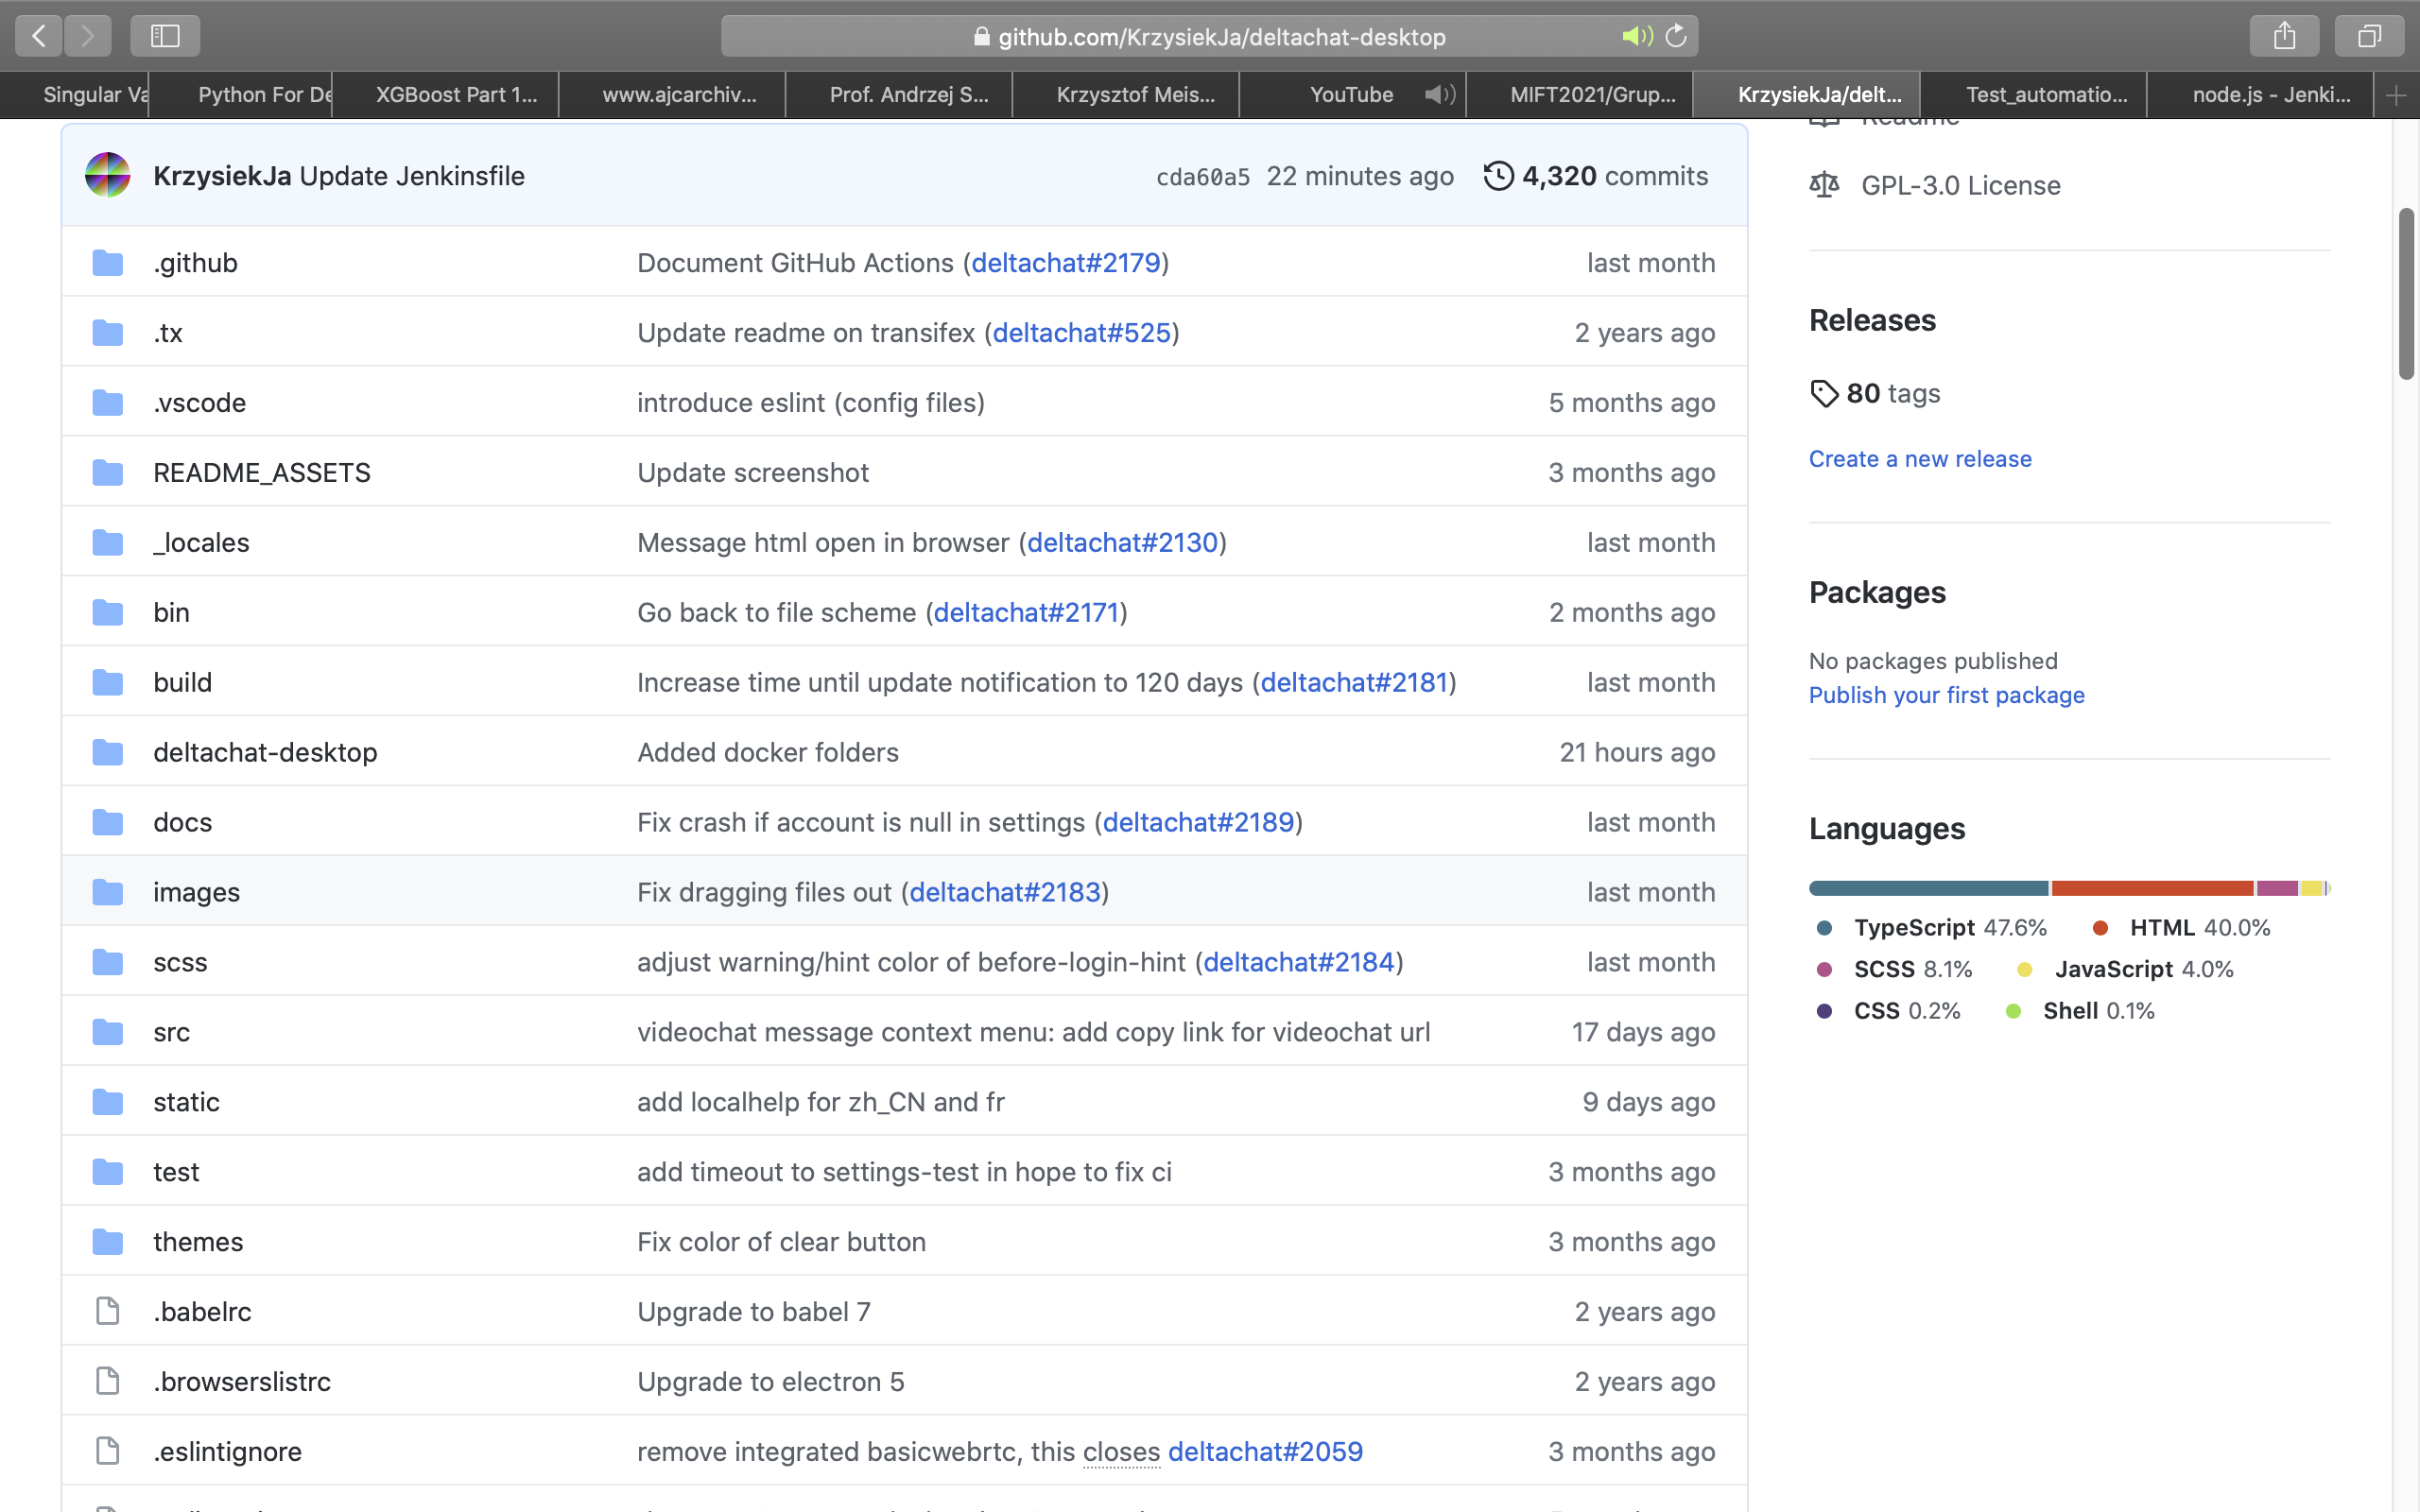 github.com/KrzysiekJa/deltachat-desktop
Singular Va
Python For De
XGBoost Part 1...
www.ajcarchiv...
Prof. Andrzej S...
Krzysztof Meis...
YouTube
MIFT2021/Grup...
KrzysiekJa/delt...
Test_automatio...
node.js - Jenki...
KrzysiekJa Update Jenkinsfile cda60a5 22 minutes ago 4,320 commits
.github Document GitHub Actions (deltachat#2179) last month
.tx Update readme on transifex (deltachat#525) 2 years ago
.vscode introduce eslint (config files) 5 months ago
README_ASSETS Update screenshot 3 months ago
_locales Message html open in browser (deltachat#2130) last month
bin Go back to file scheme (deltachat#2171) 2 months ago
build Increase time until update notification to 120 days (deltachat#2181) last month
deltachat-desktop Added docker folders 21 hours ago
docs Fix crash if account is null in settings (deltachat#2189) last month
images Fix dragging files out (deltachat#2183) last month
scss adjust warning/hint color of before-login-hint (deltachat#2184) last month
src videochat message context menu: add copy link for videochat url 17 days ago
static add localhelp for zh_CN and fr 9 days ago
test add timeout to settings-test in hope to fix ci 3 months ago
themes Fix color of clear button 3 months ago
.babelrc Upgrade to babel 7 2 years ago
.browserslistrc Upgrade to electron 5 2 years ago
.eslintignore remove integrated basicwebrtc, this closes deltachat#2059 3 months ago
Readme
GPL-3.0 License
Releases
80 tags
Create a new release
Packages
No packages published
Publish your first package
Languages
TypeScript 47.6% HTML 40.0%
SCSS 8.1% JavaScript 4.0%
CSS 0.2% Shell 0.1%